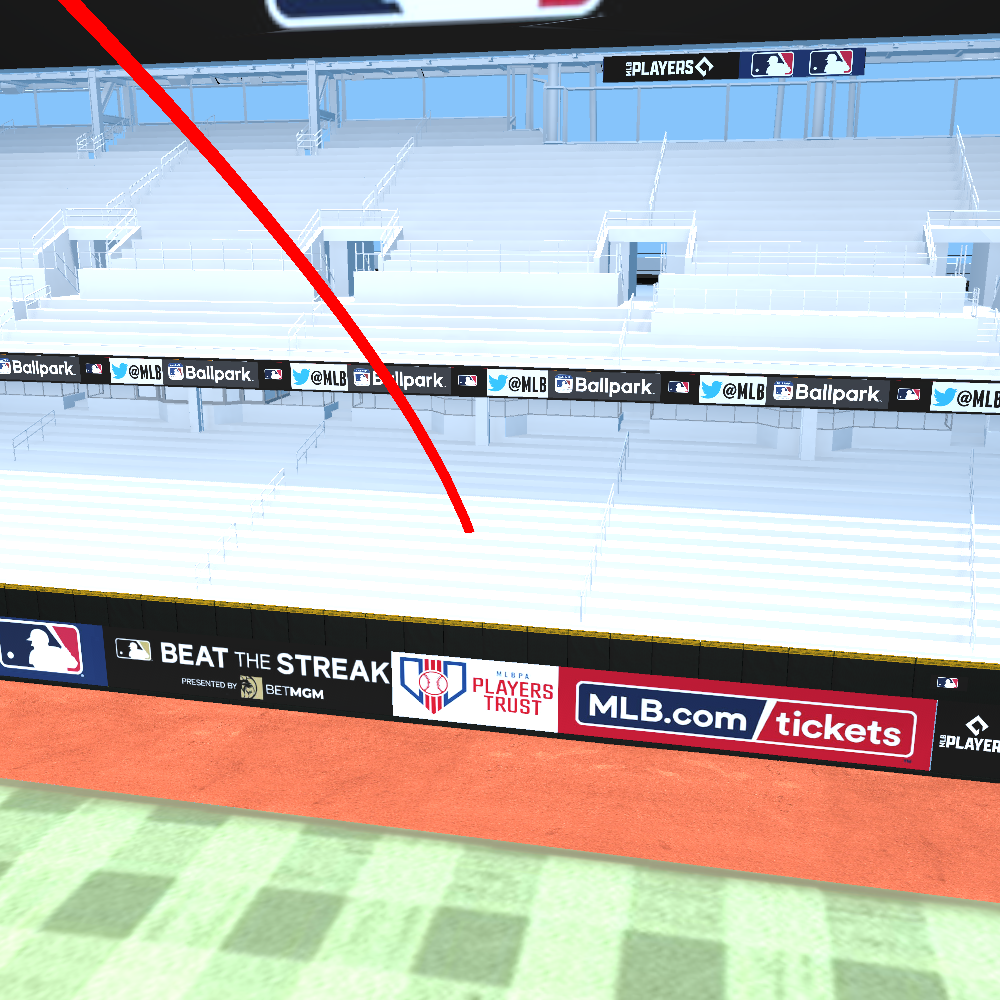 MLB PLAYERS
Ballpark. @MLB Ballpark. @MLB Ballpark. @MLB Ballpark. @MLB Ballpark. @MLB
BEAT THE STREAK
PRESENTED BY BETMGM
MLBPA
PLAYERS
TRUST
MLB.com/tickets
MLB PLAYER